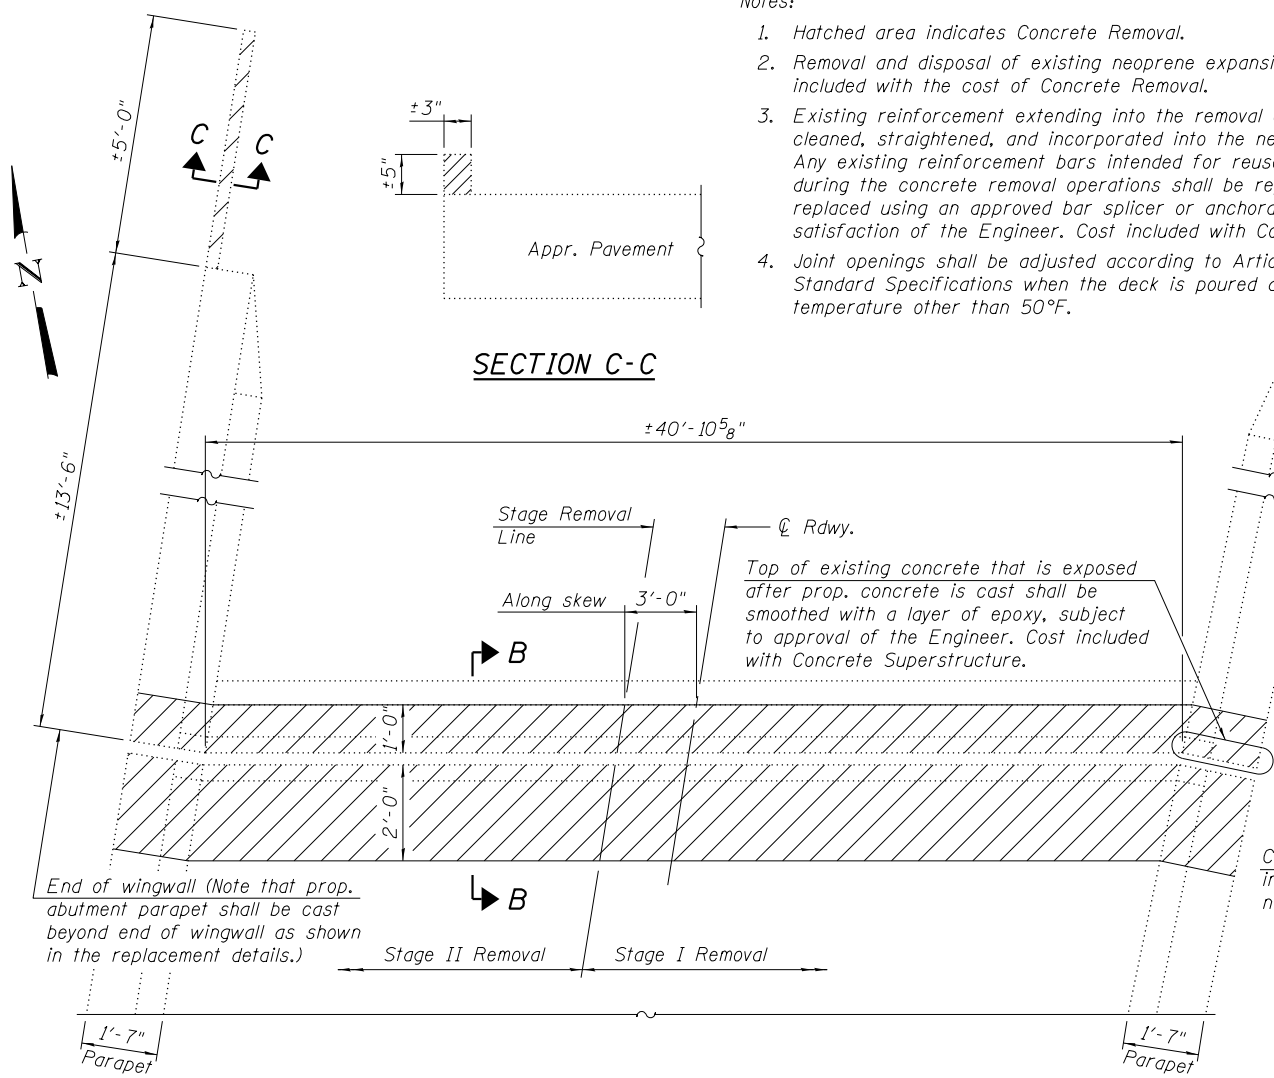 Notes:
1. Hatched area indicates Concrete Removal.
2. Removal and disposal of existing neoprene
included with the cost of Concrete Removal.
3. Existing reinforcement extending into the removal
cleaned, straightened, and incorporated into the
Any existing reinforcement bars intended for
during the concrete removal operations shall be
replaced using an approved bar splicer or
satisfaction of the Engineer. Cost included with
4. Joint openings shall be adjusted according to
Standard Specifications when the deck is poured
temperature other than 50°F.
±5'-0"
C C
N
±13'-6"
±3"
±5"
Appr. Pavement
SECTION C-C
±40'-10 5/8"
Stage Removal
Line
℄ Rdwy.
Along skew 3'-0"
Top of existing concrete that is exposed
after prop. concrete is cast shall be
smoothed with a layer of epoxy, subject
to approval of the Engineer. Cost included
with Concrete Superstructure.
B
1'-0"
2'-0"
B
End of wingwall (Note that prop.
abutment parapet shall be cast
beyond end of wingwall as shown
in the replacement details.)
Stage II Removal Stage I Removal
1'-7"
Parapet
1'-7"
Parapet